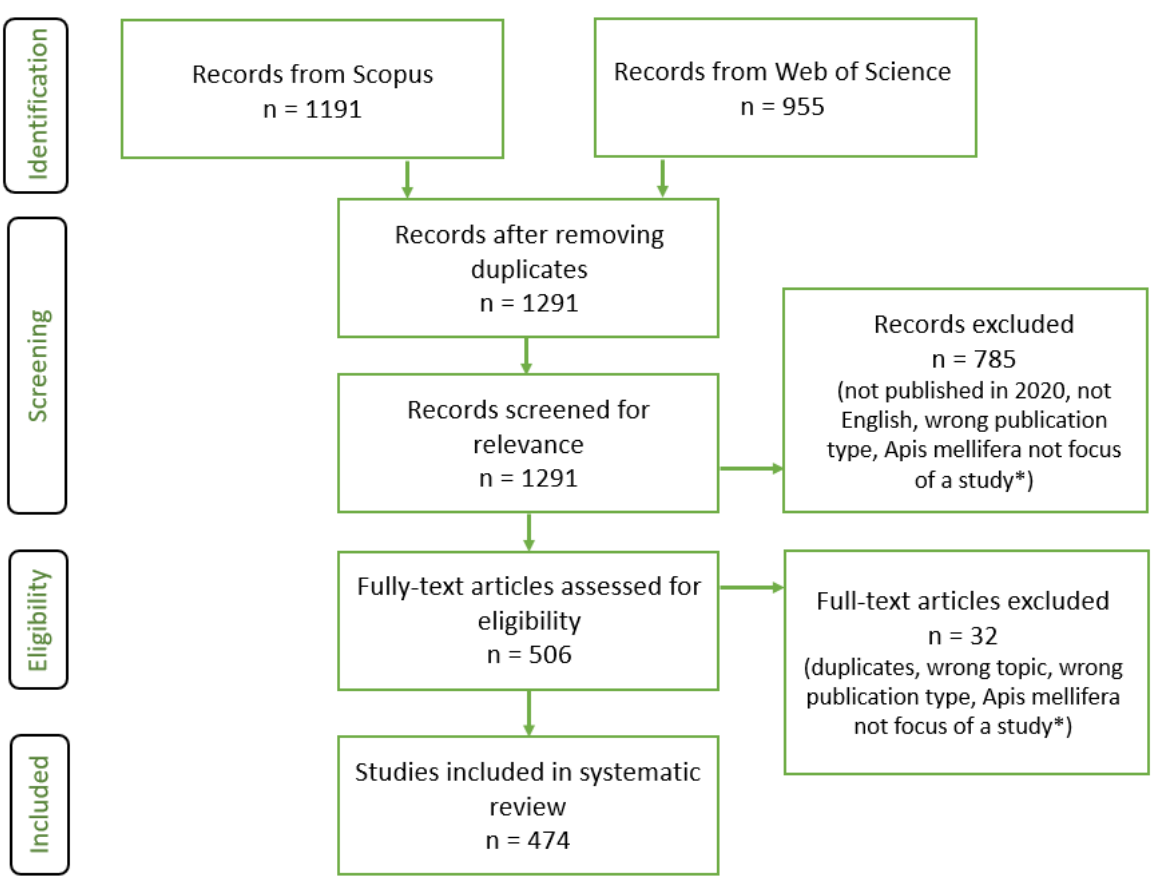 Identification
Records from Scopus
n = 1191
Records from Web of Science
n = 955
Screening
Records after removing
duplicates
n = 1291
Records screened for
relevance
n = 1291
Records excluded
n = 785
(not published in 2020, not
English, wrong publication
type, Apis mellifera not focus
of a study*)
Eligibility
Fully-text articles assessed for
eligibility
n = 506
Full-text articles excluded
n = 32
(duplicates, wrong topic, wrong
publication type, Apis mellifera
not focus of a study*)
Included
Studies included in systematic
review
n = 474